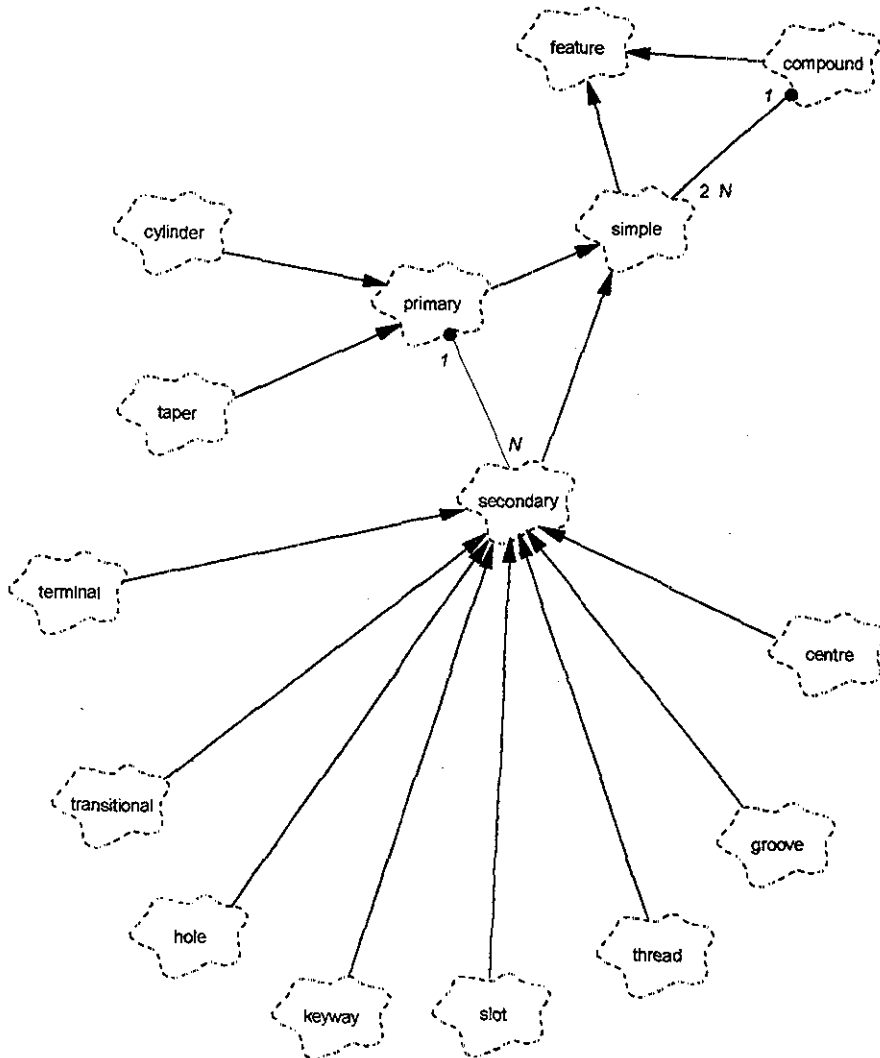 feature
compound
1
2 N
simple
cylinder
primary
1
taper
N
secondary
terminal
centre
transitional
groove
hole
thread
keyway
slot